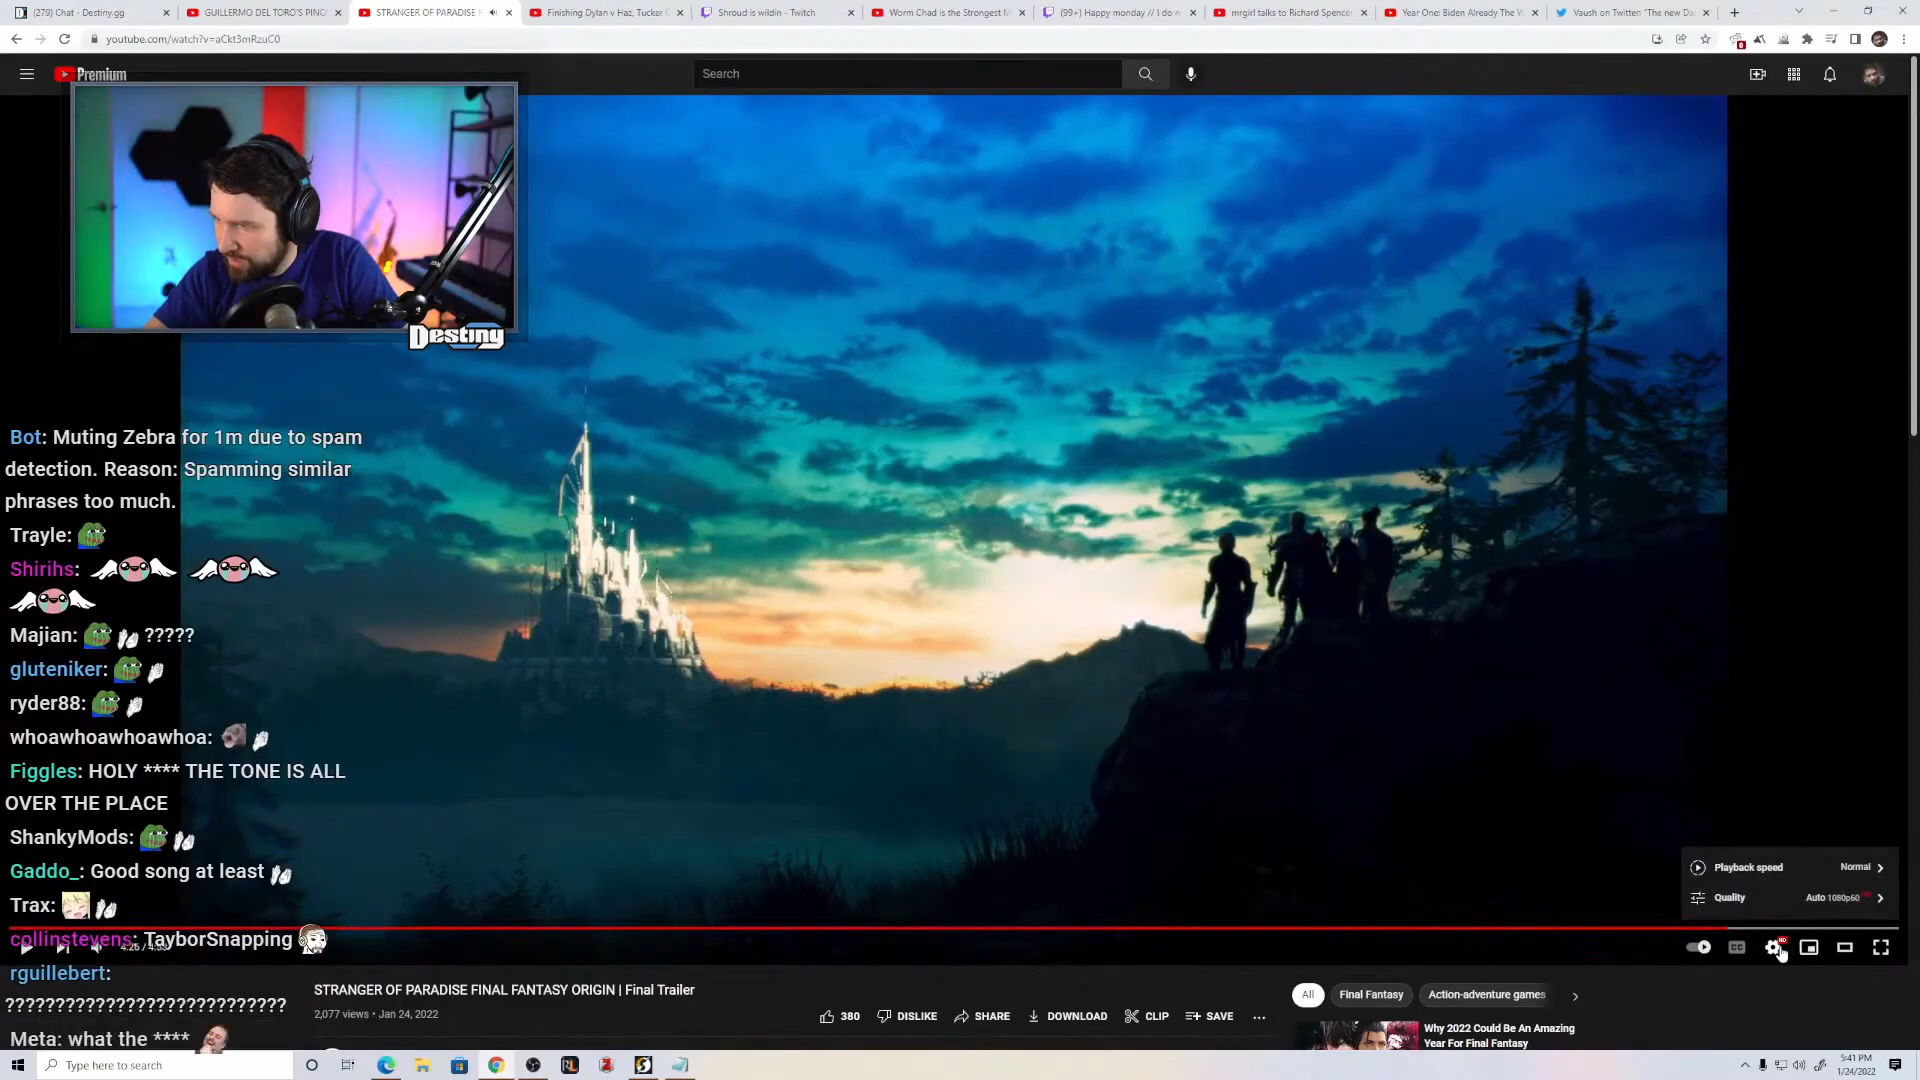 (279) Chat - Destiny.gg
GUILLERMO DEL TORO'S PINO
STRANGER OF PARADISE F
Finishing Dylan v Haz, Tucker C
Shroud is wildin - Twitch
Worm Chad is the Strongest M
(99+) Happy monday // I do n
mrgirl talks to Richard Spencer
Year One: Biden Already The W
Vaush on Twitter: "The new Da
youtube.com/watch?v=aCkt3mRzuC0
Premium
Search
Destiny
Bot: Muting Zebra for 1m due to spam
detection. Reason: Spamming similar
phrases too much.
Trayle:
Shirihs:
Majian: ?????
gluteniker:
ryder88:
whoawhoawhoawhoa:
Figgles: HOLY **** THE TONE IS ALL
OVER THE PLACE
ShankyMods:
Gaddo_: Good song at least
Trax:
collinstevens: TayborSnapping
rguillebert:
????????????????????????????
Meta: what the ****
Playback speed Normal
Quality Auto 1080p60 HD
CC
HD
STRANGER OF PARADISE FINAL FANTASY ORIGIN | Final Trailer
2,077 views • Jan 24, 2022
380 DISLIKE SHARE DOWNLOAD CLIP SAVE
All Final Fantasy Action-adventure games
Why 2022 Could Be An Amazing
Year For Final Fantasy
Type here to search
5:41 PM
1/24/2022